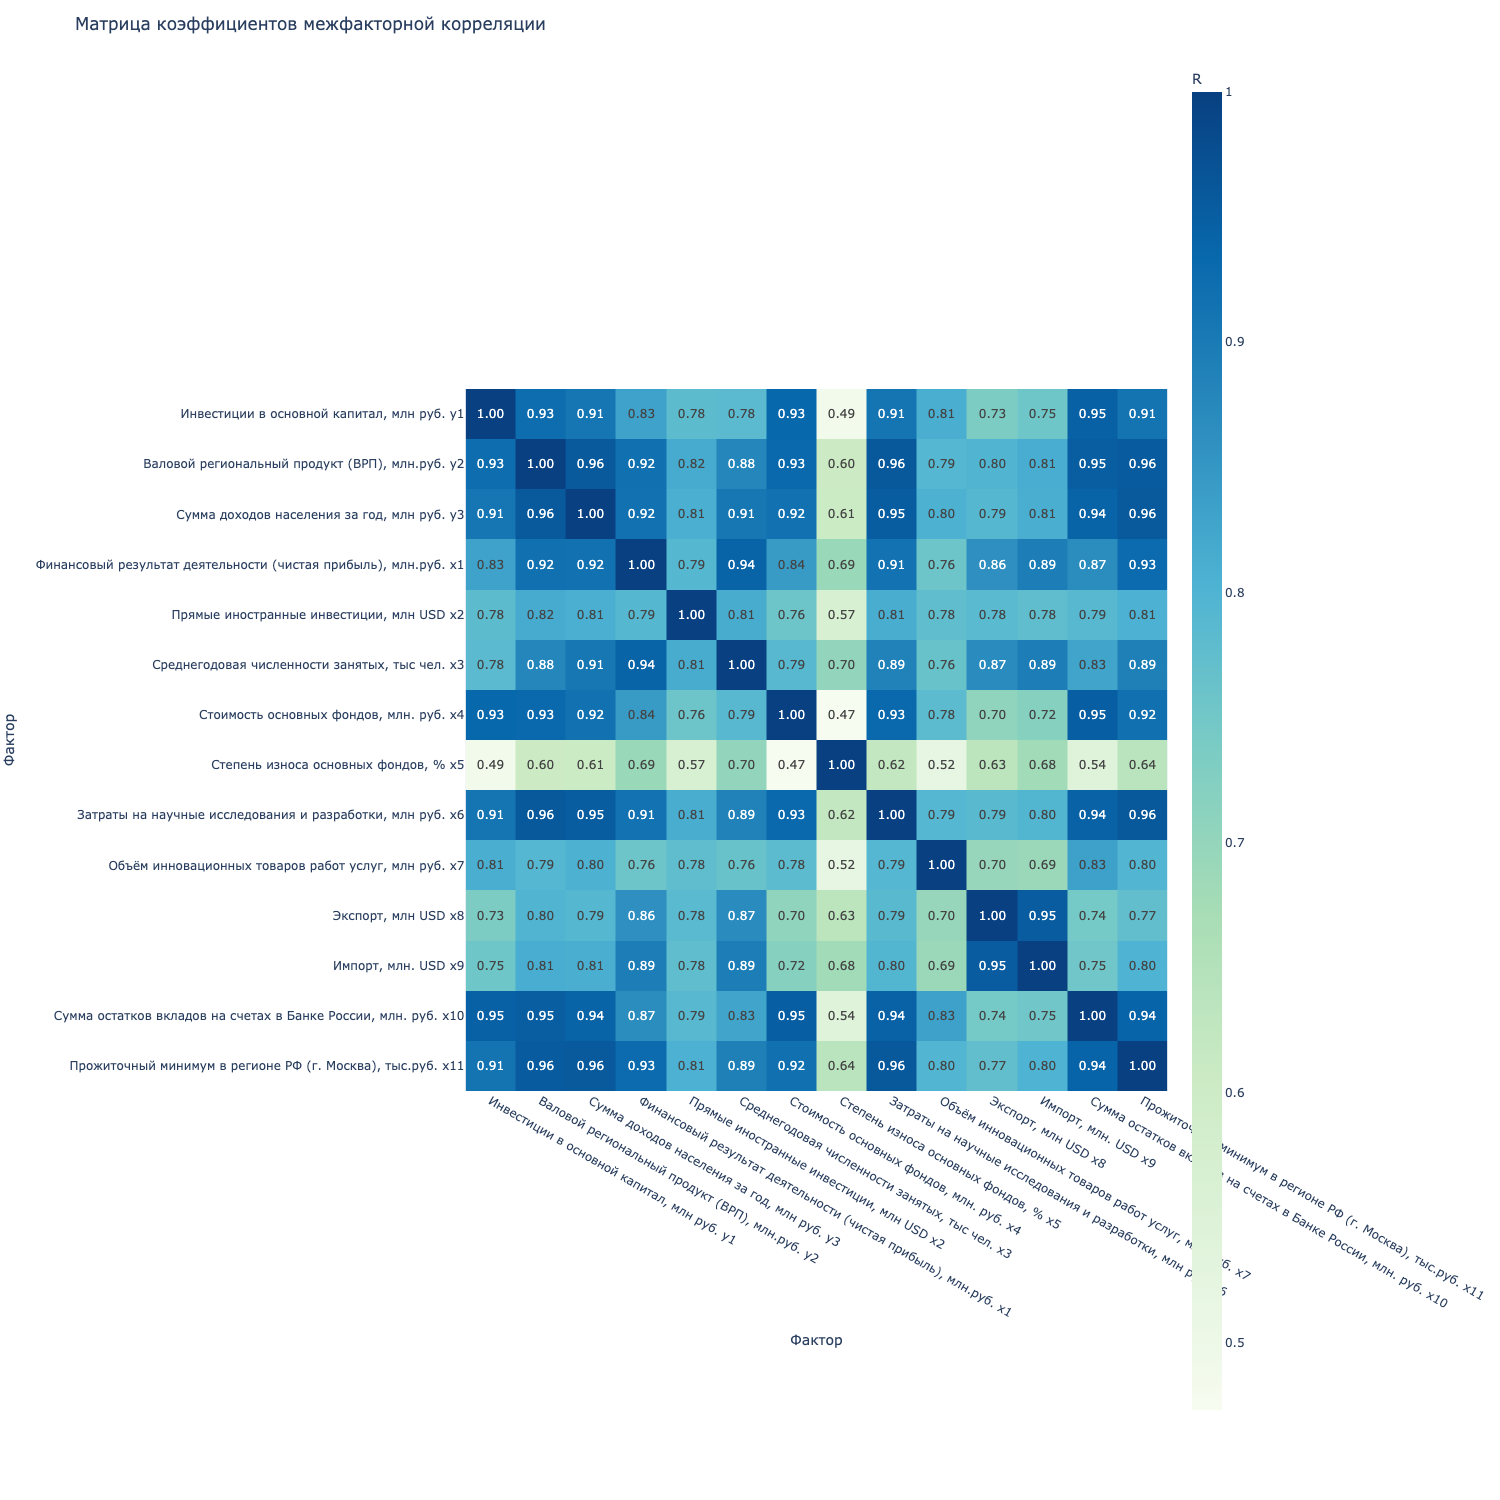 Матрица коэффициентов межфакторной корреляции
R
1
0.9
0.8
0.7
0.6
0.5
Инвестиции в основной капитал, млн руб. y1 1.00 0.93 0.91 0.83 0.78 0.78 0.93 0.49 0.91 0.81 0.73 0.75 0.95 0.91
Валовой региональный продукт (ВРП), млн.руб. y2 0.93 1.00 0.96 0.92 0.82 0.88 0.93 0.60 0.96 0.79 0.80 0.81 0.95 0.96
Сумма доходов населения за год, млн руб. y3 0.91 0.96 1.00 0.92 0.81 0.91 0.92 0.61 0.95 0.80 0.79 0.81 0.94 0.96
Финансовый результат деятельности (чистая прибыль), млн.руб. x1 0.83 0.92 0.92 1.00 0.79 0.94 0.84 0.69 0.91 0.76 0.86 0.89 0.87 0.93
Прямые иностранные инвестиции, млн USD x2 0.78 0.82 0.81 0.79 1.00 0.81 0.76 0.57 0.81 0.78 0.78 0.78 0.79 0.81
Среднегодовая численности занятых, тыс чел. x3 0.78 0.88 0.91 0.94 0.81 1.00 0.79 0.70 0.89 0.76 0.87 0.89 0.83 0.89
Стоимость основных фондов, млн. руб. x4 0.93 0.93 0.92 0.84 0.76 0.79 1.00 0.47 0.93 0.78 0.70 0.72 0.95 0.92
Степень износа основных фондов, % x5 0.49 0.60 0.61 0.69 0.57 0.70 0.47 1.00 0.62 0.52 0.63 0.68 0.54 0.64
Затраты на научные исследования и разработки, млн руб. x6 0.91 0.96 0.95 0.91 0.81 0.89 0.93 0.62 1.00 0.79 0.79 0.80 0.94 0.96
Объём инновационных товаров работ услуг, млн руб. x7 0.81 0.79 0.80 0.76 0.78 0.76 0.78 0.52 0.79 1.00 0.70 0.69 0.83 0.80
Экспорт, млн USD x8 0.73 0.80 0.79 0.86 0.78 0.87 0.70 0.63 0.79 0.70 1.00 0.95 0.74 0.77
Импорт, млн. USD x9 0.75 0.81 0.81 0.89 0.78 0.89 0.72 0.68 0.80 0.69 0.95 1.00 0.75 0.80
Сумма остатков вкладов на счетах в Банке России, млн. руб. x10 0.95 0.95 0.94 0.87 0.79 0.83 0.95 0.54 0.94 0.83 0.74 0.75 1.00 0.94
Прожиточный минимум в регионе РФ (г. Москва), тыс.руб. x11 0.91 0.96 0.96 0.93 0.81 0.89 0.92 0.64 0.96 0.80 0.77 0.80 0.94 1.00
Фактор
Инвестиции в основной капитал, млн руб. y1
Валовой региональный продукт (ВРП), млн.руб. y2
Сумма доходов населения за год, млн руб. y3
Финансовый результат деятельности (чистая прибыль), млн.руб. x1
Прямые иностранные инвестиции, млн USD x2
Среднегодовая численности занятых, тыс чел. x3
Стоимость основных фондов, млн. руб. x4
Степень износа основных фондов, % x5
Затраты на научные исследования и разработки, млн
Объём инновационных товаров работ услуг, x7
Экспорт, млн USD x8
Импорт, млн. USD x9
Сумма остатков на счетах в Банке России, млн. руб. x10
минимум в регионе РФ (г. Москва), тыс.руб. x11
Фактор